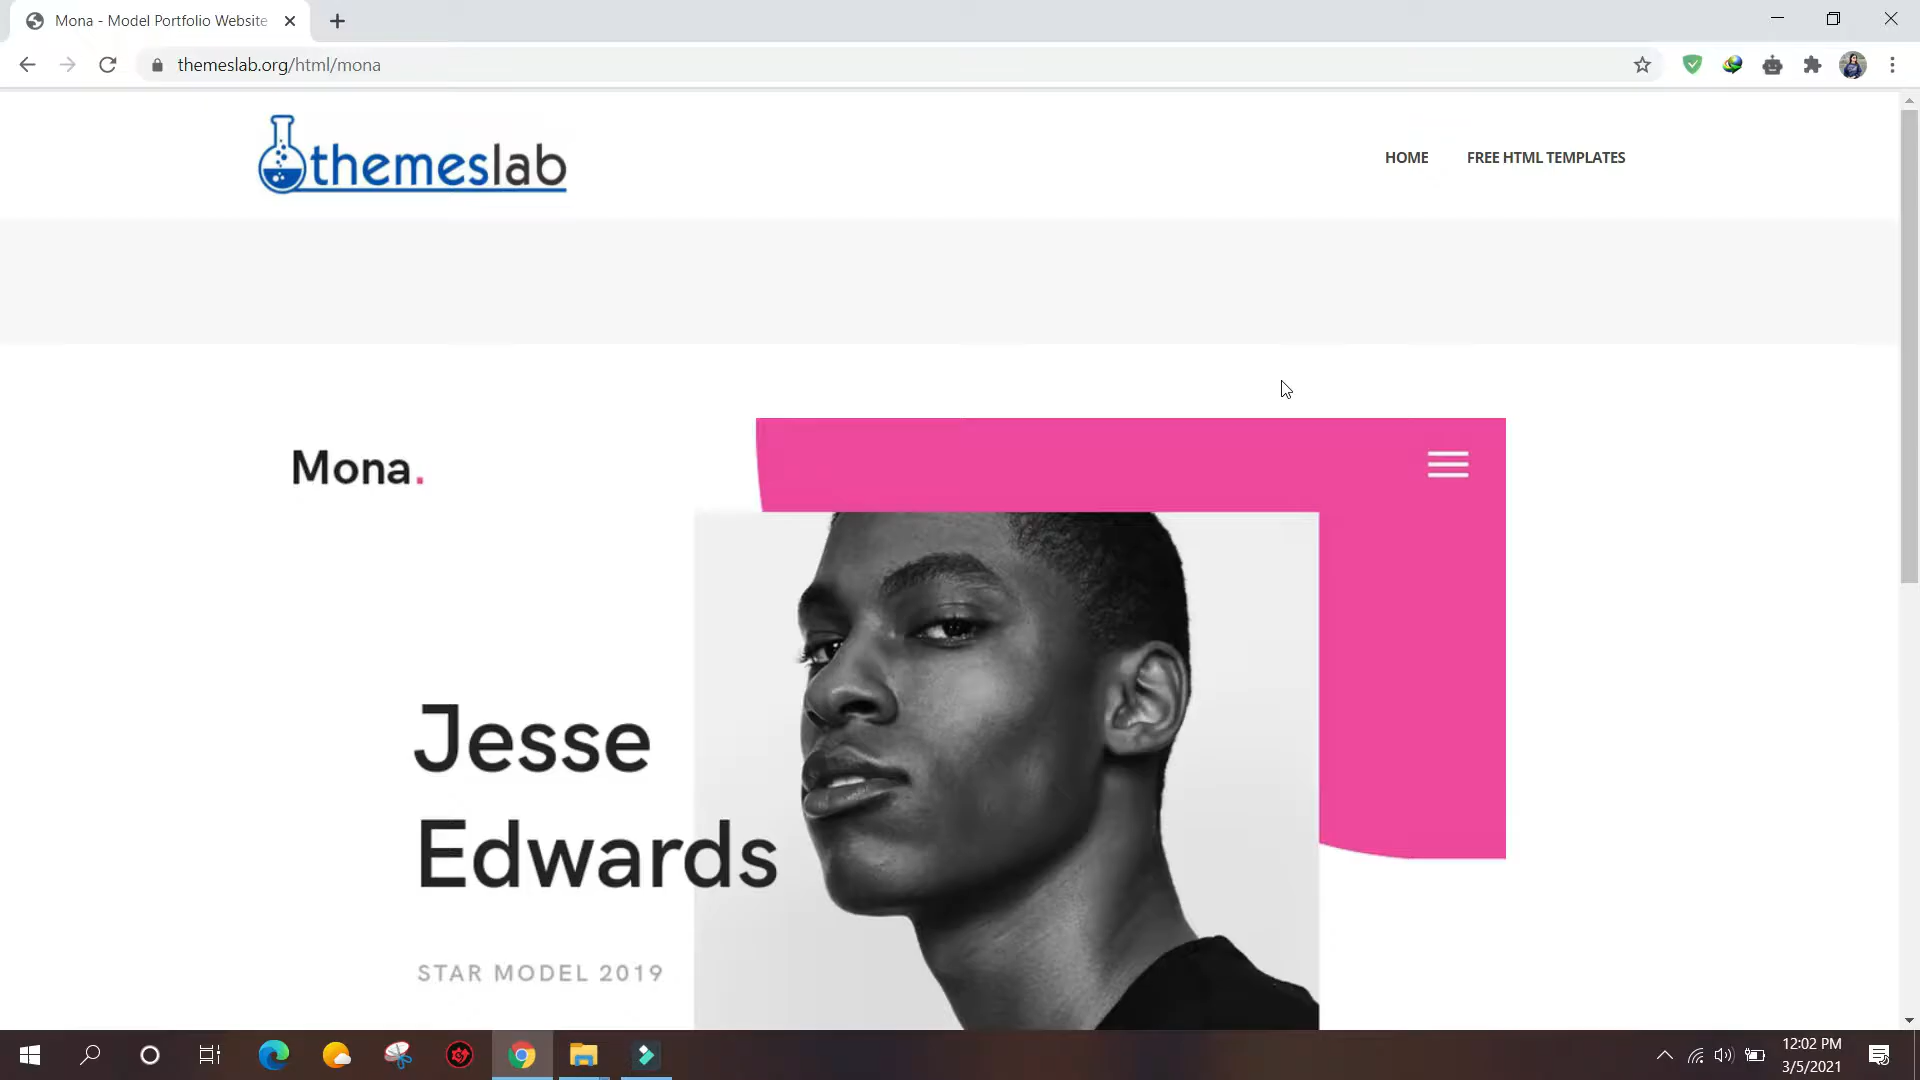 Mona - Model Portfolio Website
themeslab.org/html/mona
themeslab
HOME
FREE HTML TEMPLATES
Mona.
Jesse
Edwards
STAR MODEL 2019
12:02 PM
3/5/2021